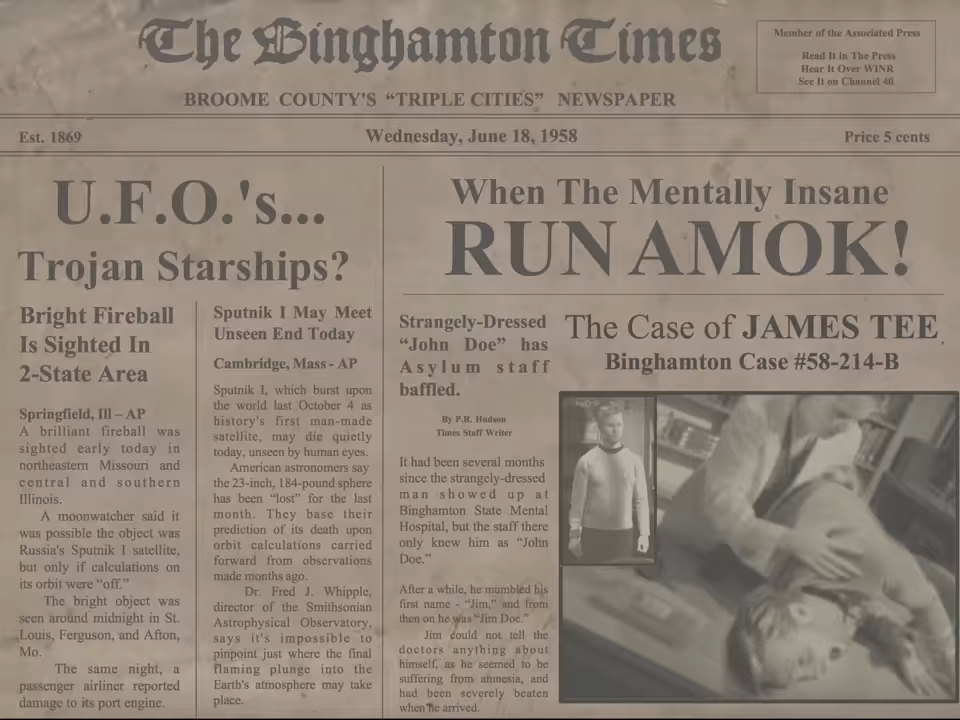 The Binghamton Times
Member of the Associated Press
Read It in The Press
Hear It Over WINR
See It on Channel 40
BROOME COUNTY'S “TRIPLE CITIES” NEWSPAPER
Est. 1869
Wednesday, June 18, 1958
Price 5 cents
U.F.O.'s...
Trojan Starships?
Bright Fireball
Is Sighted In
2-State Area
Springfield, Ill – AP
A brilliant fireball was
sighted early today in
northeastern Missouri and
central and southern
Illinois.
A moonwatcher said it
was possible the object was
Russia's Sputnik I satellite,
but only if calculations on
its orbit were “off.”
The bright object was
seen around midnight in St.
Louis, Ferguson, and Afton,
Mo.
The same night, a
passenger airliner reported
damage to its port engine.
Sputnik I May Meet
Unseen End Today
Cambridge, Mass - AP
Sputnik I, which burst upon
the world last October 4 as
history's first man-made
satellite, may die quietly
today, unseen by human eyes.
American astronomers say
the 23-inch, 184-pound sphere
has been “lost” for the last
month. They base their
prediction of its death upon
orbit calculations carried
forward from observations
made months ago.
Dr. Fred J. Whipple,
director of the Smithsonian
Astrophysical Observatory,
says it's impossible to
pinpoint just where the final
flaming plunge into the
Earth's atmosphere may take
place.
When The Mentally Insane
RUN AMOK!
Strangely-Dressed
“John Doe” has
Asylum staff
baffled.
By P.R. Hudson
Times Staff Writer
It had been several months
since the strangely-dressed
man showed up at
Binghamton State Mental
Hospital, but the staff there
only knew him as “John
Doe.”
After a while, he mumbled his
first name - “Jim,” and from
then on he was “Jim Doe.”
Jim could not tell the
doctors anything about
himself, as he seemed to be
suffering from amnesia, and
had been severely beaten
when he arrived.
The Case of JAMES TEE
Binghamton Case #58-214-B